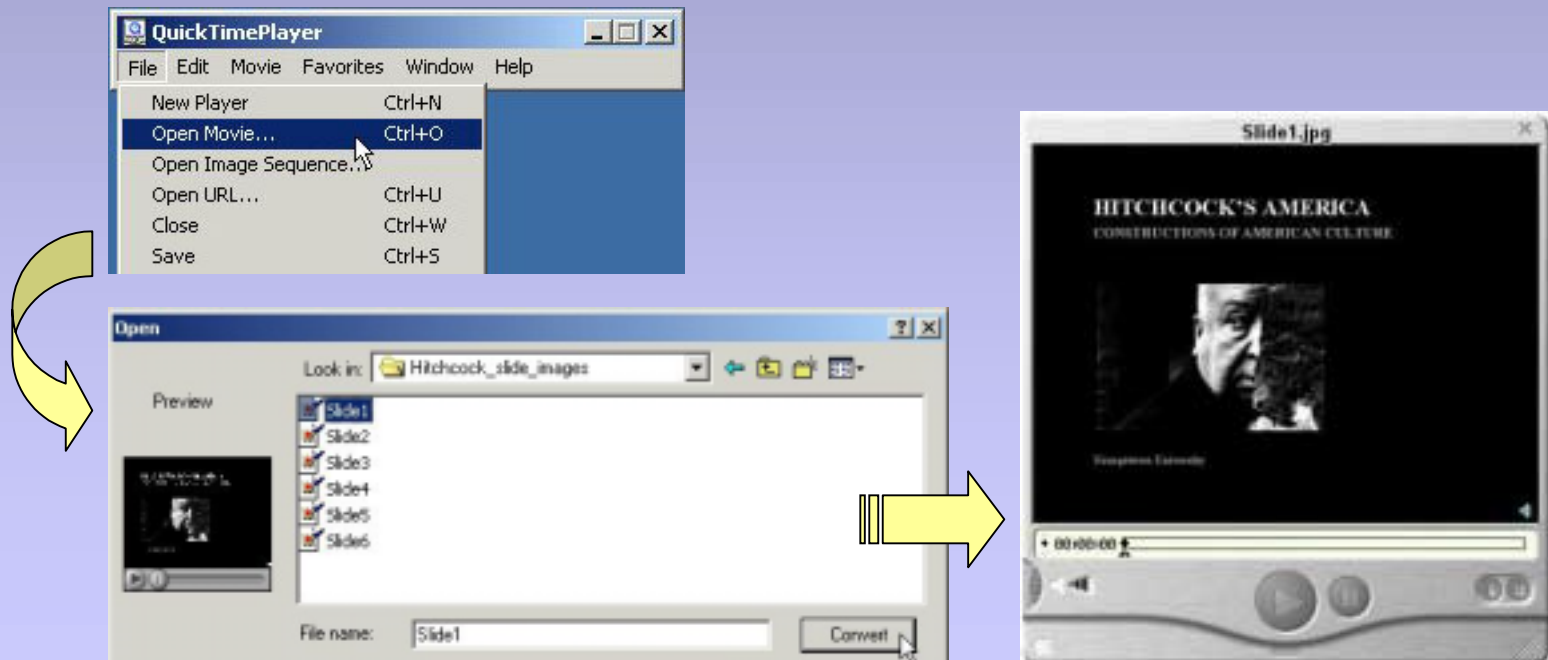 QuickTimePlayer
File Edit Movie Favorites Window Help
New Player Ctrl+N
Open Movie... Ctrl+O
Open Image Sequence...
Open URL... Ctrl+U
Close Ctrl+W
Save Ctrl+S
Open
Look in: Hitchcock_slide_images
Preview
Slide1
Slide2
Slide3
Slide4
Slide5
Slide6
File name: Slide1 Convert
Slide1.jpg
HITCHCOCK'S AMERICA
CONSTRUCTIONS OF AMERICAN CULTURE
University
00:00:00